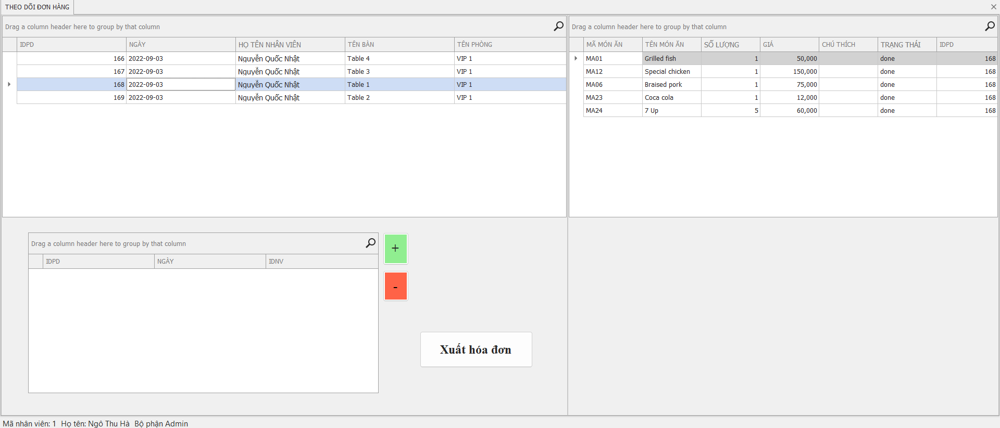 THEO DÕI ĐƠN HÀNG
Drag a column header here to group by that column
IDPD NGÀY HỌ TÊN NHÂN VIÊN TÊN BÀN TÊN PHÒNG
166 2022-09-03 Nguyễn Quốc Nhật Table 4 VIP 1
167 2022-09-03 Nguyễn Quốc Nhật Table 3 VIP 1
168 2022-09-03 Nguyễn Quốc Nhật Table 1 VIP 1
169 2022-09-03 Nguyễn Quốc Nhật Table 2 VIP 1
Drag a column header here to group by that column
MÃ MÓN ĂN TÊN MÓN ĂN SỐ LƯỢNG GIÁ CHÚ THÍCH TRẠNG THÁI IDPD
MA01 Grilled fish 1 50,000 done 168
MA12 Special chicken 1 150,000 done 168
MA06 Braised pork 1 75,000 done 168
MA23 Coca cola 1 12,000 done 168
MA24 7 Up 5 60,000 done 168
Drag a column header here to group by that column
IDPD NGÀY IDNV
+
-
Xuất hóa đơn
Mã nhân viên: 1 Họ tên: Ngô Thu Hà Bộ phận Admin